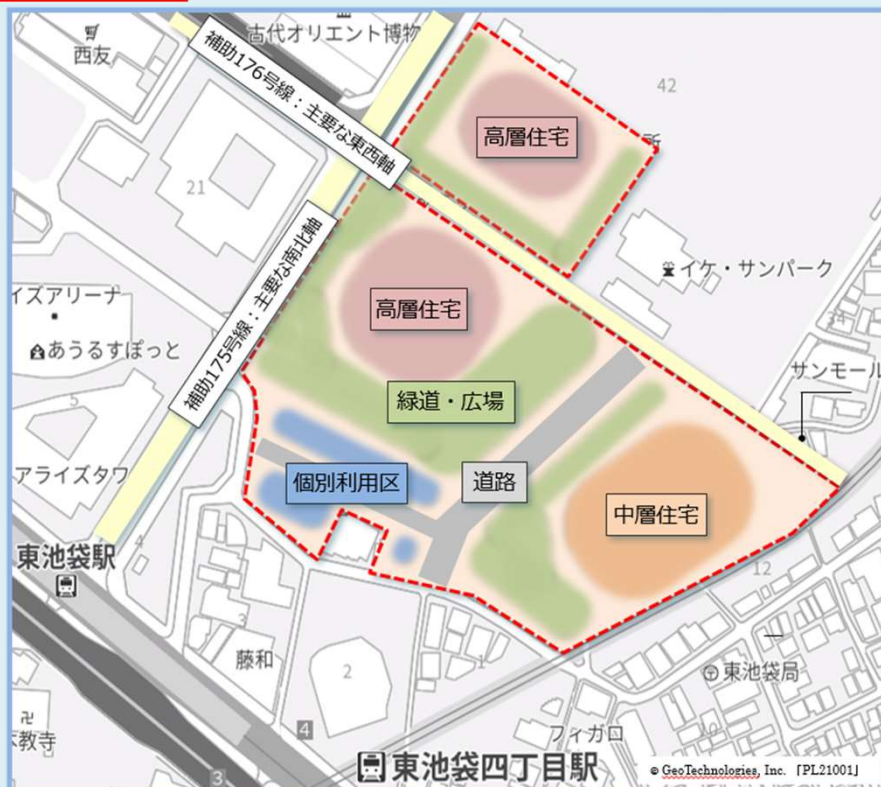 西友
古代オリエント博物
補助176号線：主要な東西軸
42
所
高層住宅
21
補助175号線：主要な南北軸
イケ・サンパーク
高層住宅
イズアリーナ
あうるすぽっと
34
サンモール
緑道・広場
アライズタワ
個別利用区
道路
中層住宅
東池袋駅
4
12
3
藤和
2
1
東池袋局
卍
教寺
4
フィガロ
3
東池袋四丁目駅
© GeoTechnologies, Inc. 「PL21001」